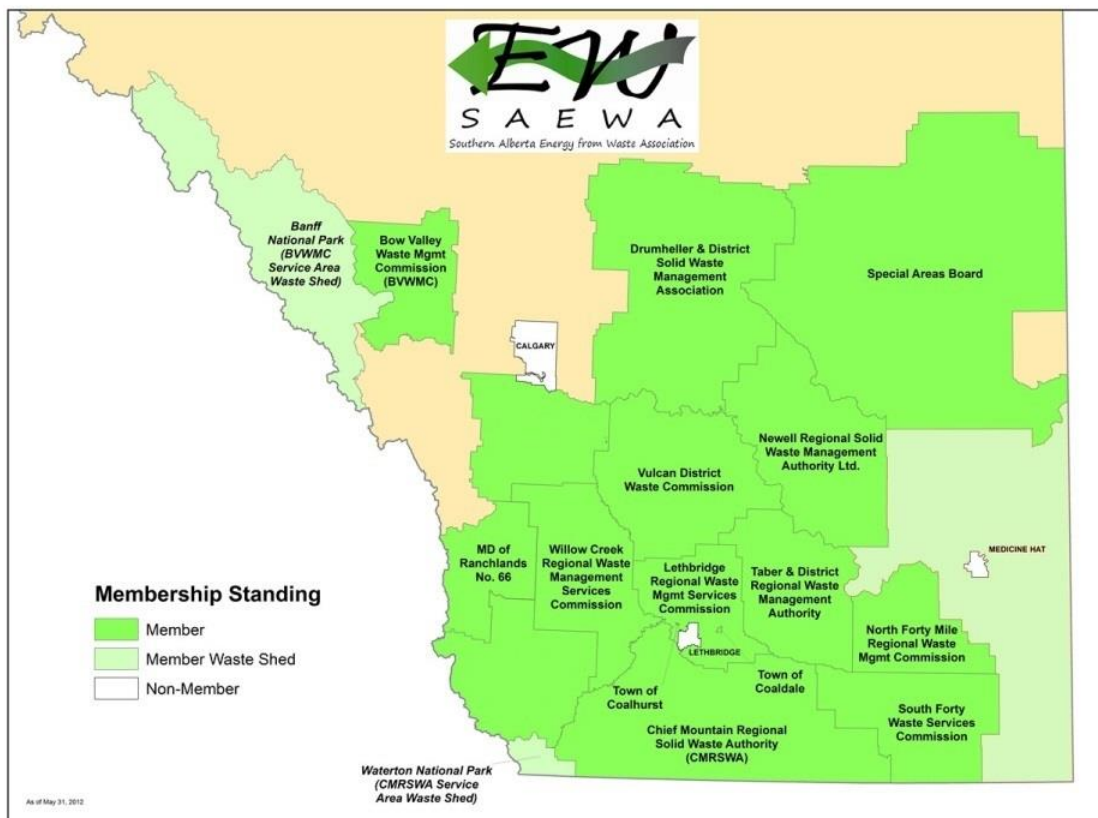 EW
SAEWA
Southern Alberta Energy from Waste Association
Banff
National Park
(BVWMC
Service Area
Waste Shed)
Bow Valley
Waste Mgmt
Commission
(BVWMC)
Drumheller & District
Solid Waste
Management
Association
Special Areas Board
CALGARY
Newell Regional Solid
Waste Management
Authority Ltd.
Vulcan District
Waste Commission
MEDICINE HAT
MD of
Ranchlands
No. 66
Willow Creek
Regional Waste
Management
Services
Commission
Lethbridge
Regional Waste
Mgmt Services
Commission
Taber & District
Regional Waste
Management
Authority
North Forty Mile
Regional Waste
Mgmt Commission
LETHBRIDGE
Town of
Coalhurst
Town of
Coaldale
South Forty
Waste Services
Commission
Chief Mountain Regional
Solid Waste Authority
(CMRSWA)
Waterton National Park
(CMRSWA Service
Area Waste Shed)
Membership Standing
Member
Member Waste Shed
Non-Member
As of May 31, 2012